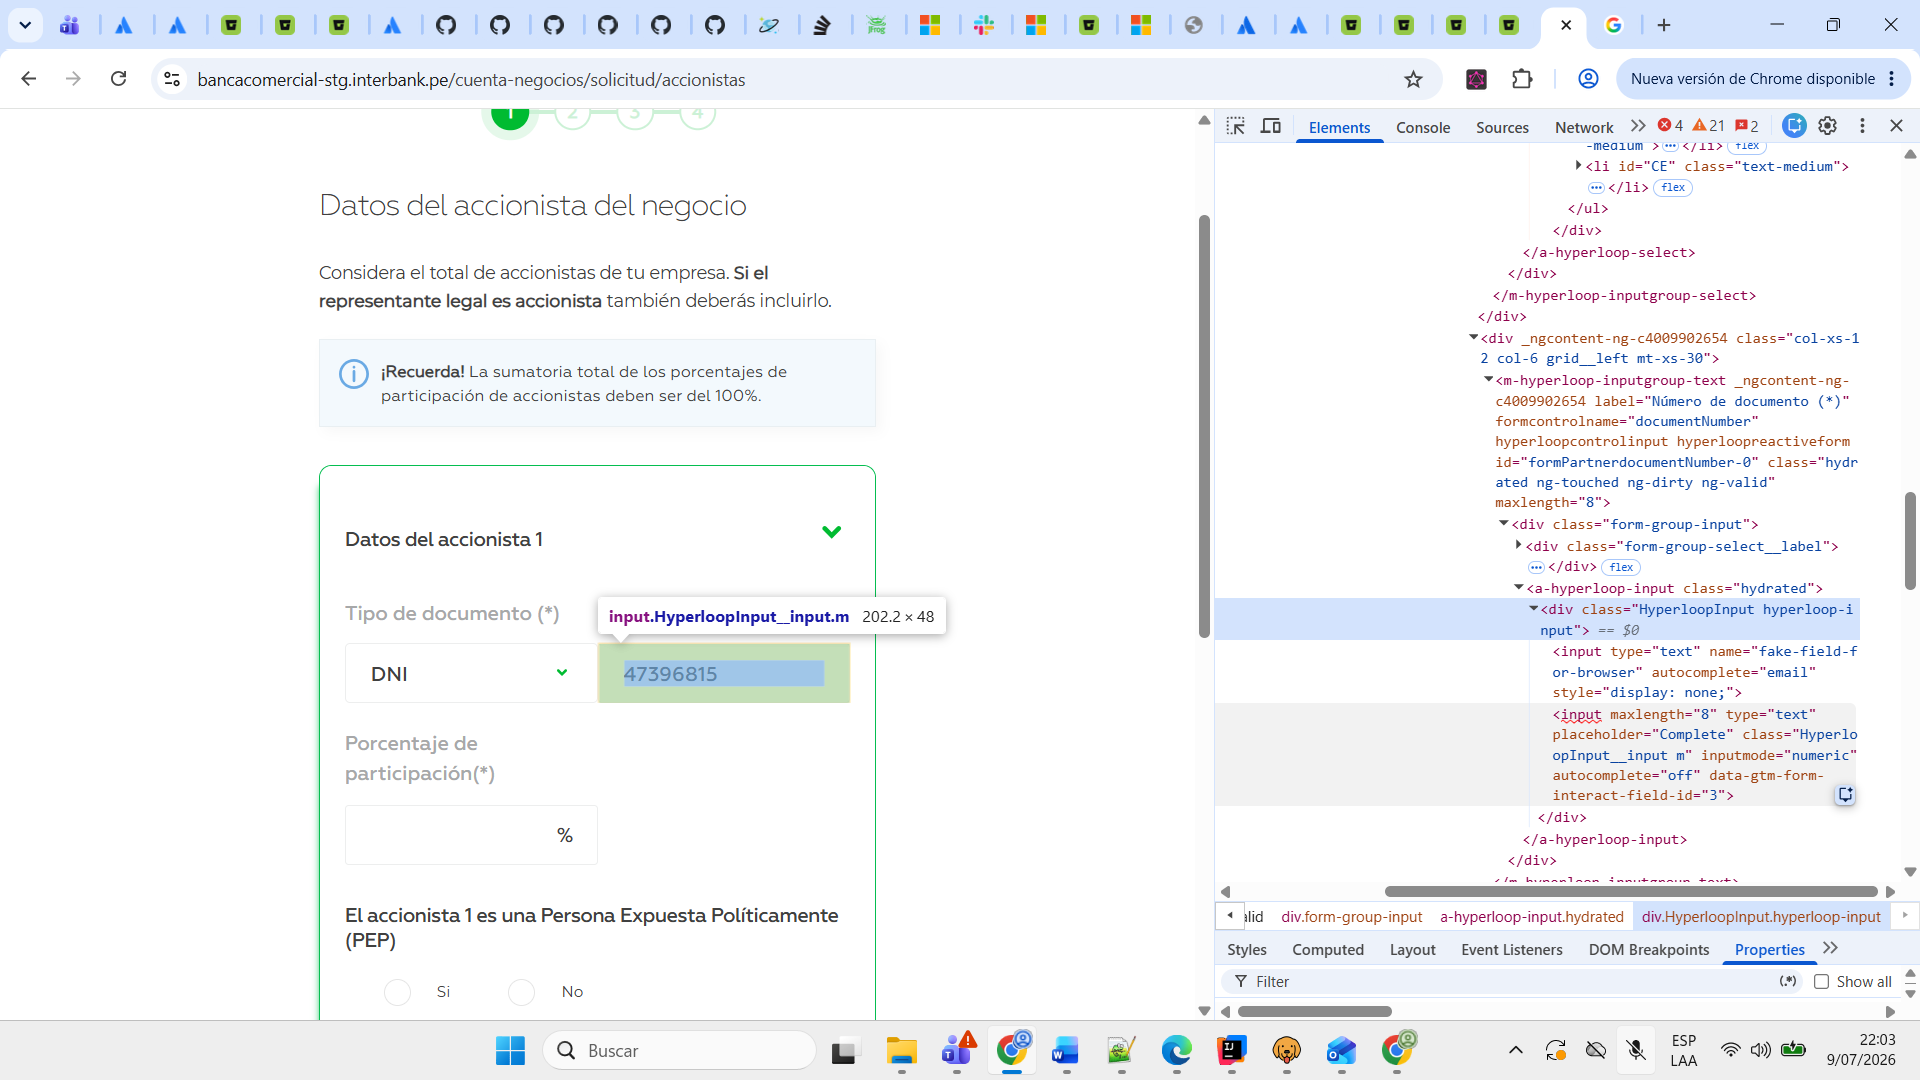 bancacomercial-stg.interbank.pe/cuenta-negocios/solicitud/accionistas
Nueva versión de Chrome disponible
1 2 3 4
Datos del accionista del negocio
Considera el total de accionistas de tu empresa. Si el
representante legal es accionista también deberás incluirlo.
¡Recuerda! La sumatoria total de los porcentajes de
participación de accionistas deben ser del 100%.
Datos del accionista 1
Tipo de documento (*)
input.HyperloopInput__input.m 202.2 × 48
DNI
47396815
Porcentaje de
participación(*)
%
El accionista 1 es una Persona Expuesta Políticamente
(PEP)
Si
No
Elements Console Sources Network 4 21 2
-medium"> </li> flex
<li id="CE" class="text-medium">
</li> flex
</ul>
</div>
</a-hyperloop-select>
</div>
</m-hyperloop-inputgroup-select>
</div>
<div _ngcontent-ng-c4009902654 class="col-xs-1
2 col-6 grid__left mt-xs-30">
<m-hyperloop-inputgroup-text _ngcontent-ng-
c4009902654 label="Número de documento (*)"
formcontrolname="documentNumber"
hyperloopcontrolinput hyperloopreactiveform
id="formPartnerdocumentNumber-0" class="hydr
ated ng-touched ng-dirty ng-valid"
maxlength="8">
<div class="form-group-input">
<div class="form-group-select__label">
</div> flex
<a-hyperloop-input class="hydrated">
<div class="HyperloopInput hyperloop-i
nput"> == $0
<input type="text" name="fake-field-f
or-browser" autocomplete="email"
style="display: none;">
<input maxlength="8" type="text"
placeholder="Complete" class="Hyperlo
opInput__input m" inputmode="numeric"
autocomplete="off" data-gtm-form-
interact-field-id="3">
</div>
</a-hyperloop-input>
</div>
</m-hyperloop-inputgroup-text>
alid div.form-group-input a-hyperloop-input.hydrated div.HyperloopInput.hyperloop-input
Styles Computed Layout Event Listeners DOM Breakpoints Properties
Filter (.*) Show all
Buscar
ESP
LAA
22:03
9/07/2026